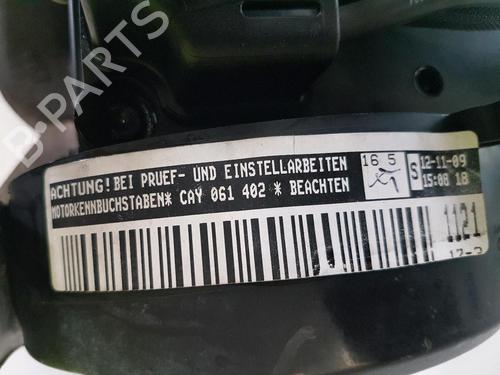 ACHTUNG! BEI PRUEF- UND EINSTELLARBEITEN
MOTORKENNBUCHSTABEN* CAY 061 402 * BEACHTEN
16 5
S
12-11-09
15:08 18
1121
B-PARTS